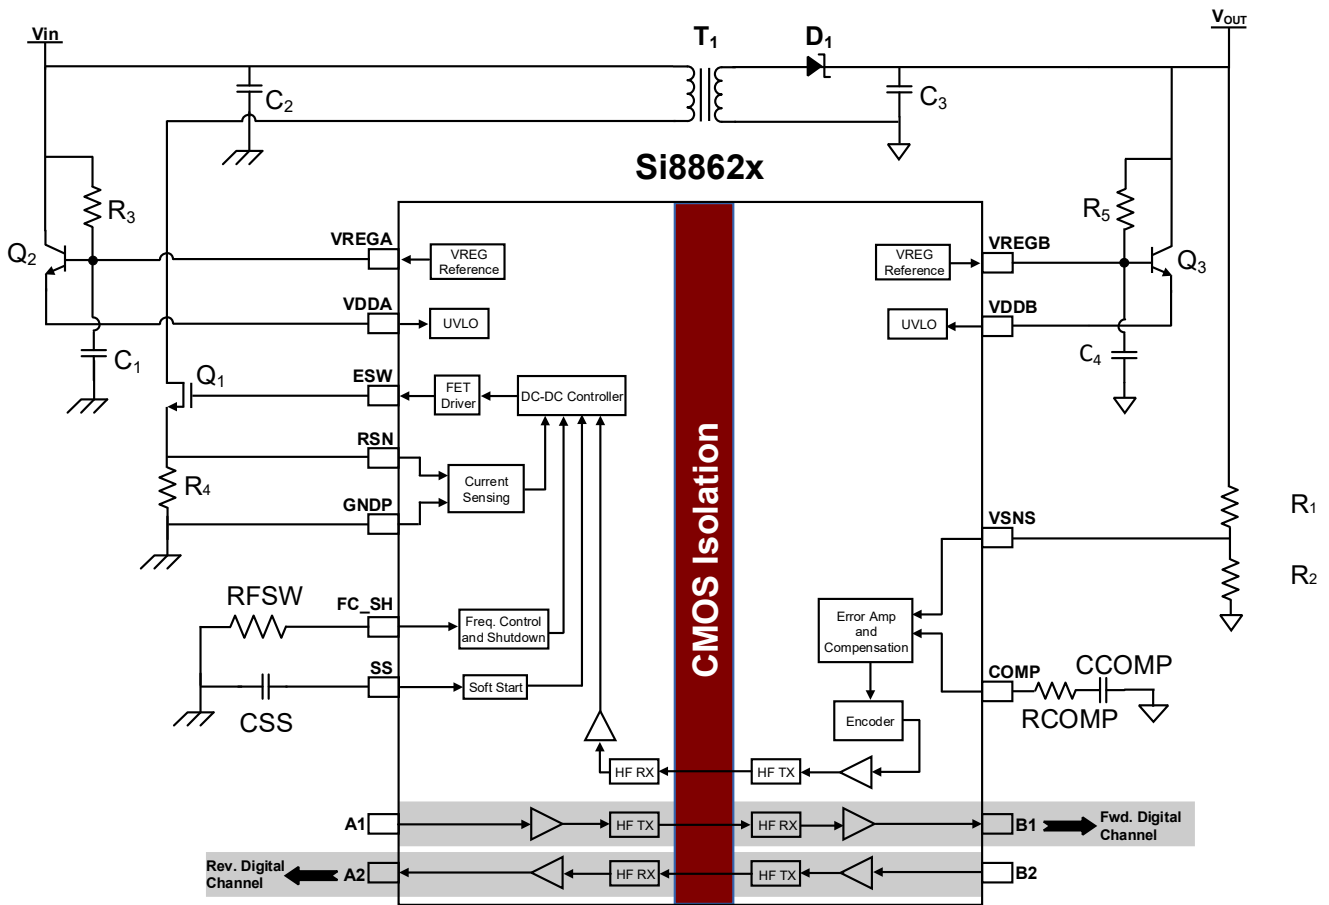 Vin
T1
D1
VOUT
C2
C3
Si8862x
R3
R5
Q2
VREGA
VREG
Reference
VREG
Reference
VREGB
Q3
VDDA
UVLO
UVLO
VDDB
C1
C4
Q1
ESW
FET
Driver
DC-DC Controller
RSN
Current
Sensing
R4
GNDP
CMOS Isolation
VSNS
R1
R2
RFSW
FC_SH
Freq. Control
and Shutdown
Error Amp
and
Compensation
SS
Soft Start
CSS
COMP
CCOMP
RCOMP
Encoder
HF RX
HF TX
A1
HF TX
HF RX
B1
Fwd. Digital
Channel
Rev. Digital
Channel
A2
HF RX
HF TX
B2